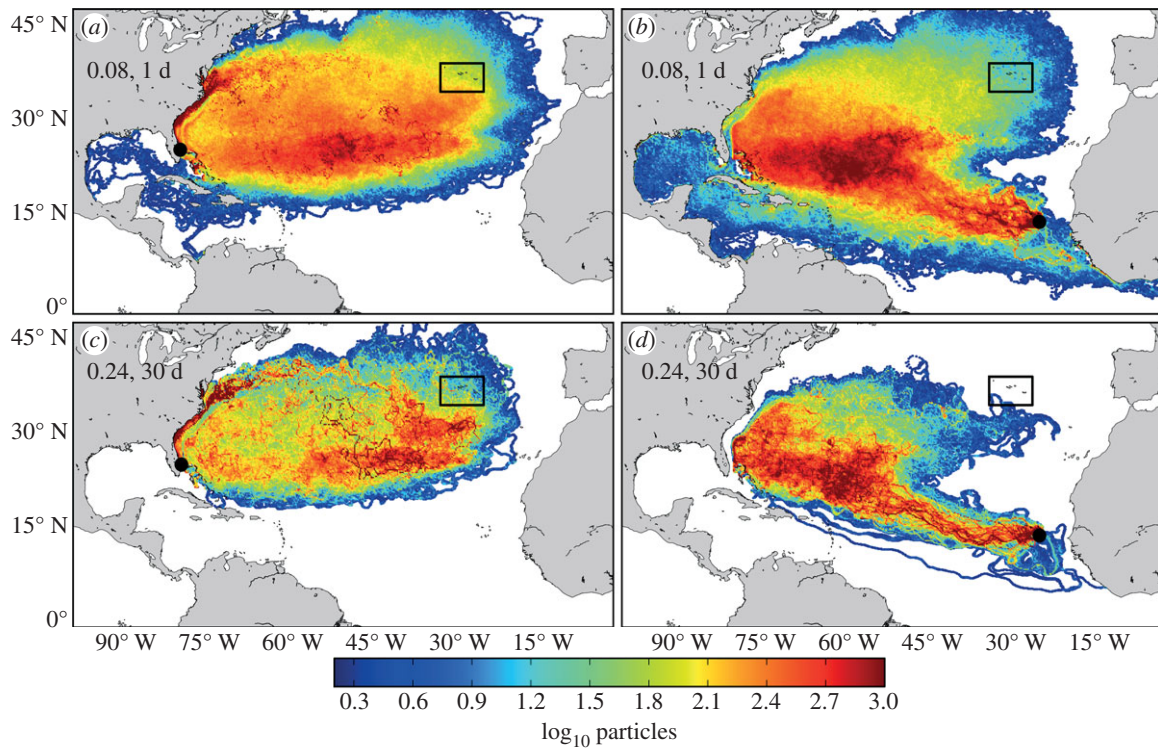 45° N (a) (b)
0.08, 1 d 0.08, 1 d
30° N
15° N
0°
45° N (c) (d)
0.24, 30 d 0.24, 30 d
30° N
15° N
0°
90° W 75° W 60° W 45° W 30° W 15° W 90° W 75° W 60° W 45° W 30° W 15° W
0.3 0.6 0.9 1.2 1.5 1.8 2.1 2.4 2.7 3.0
log10 particles